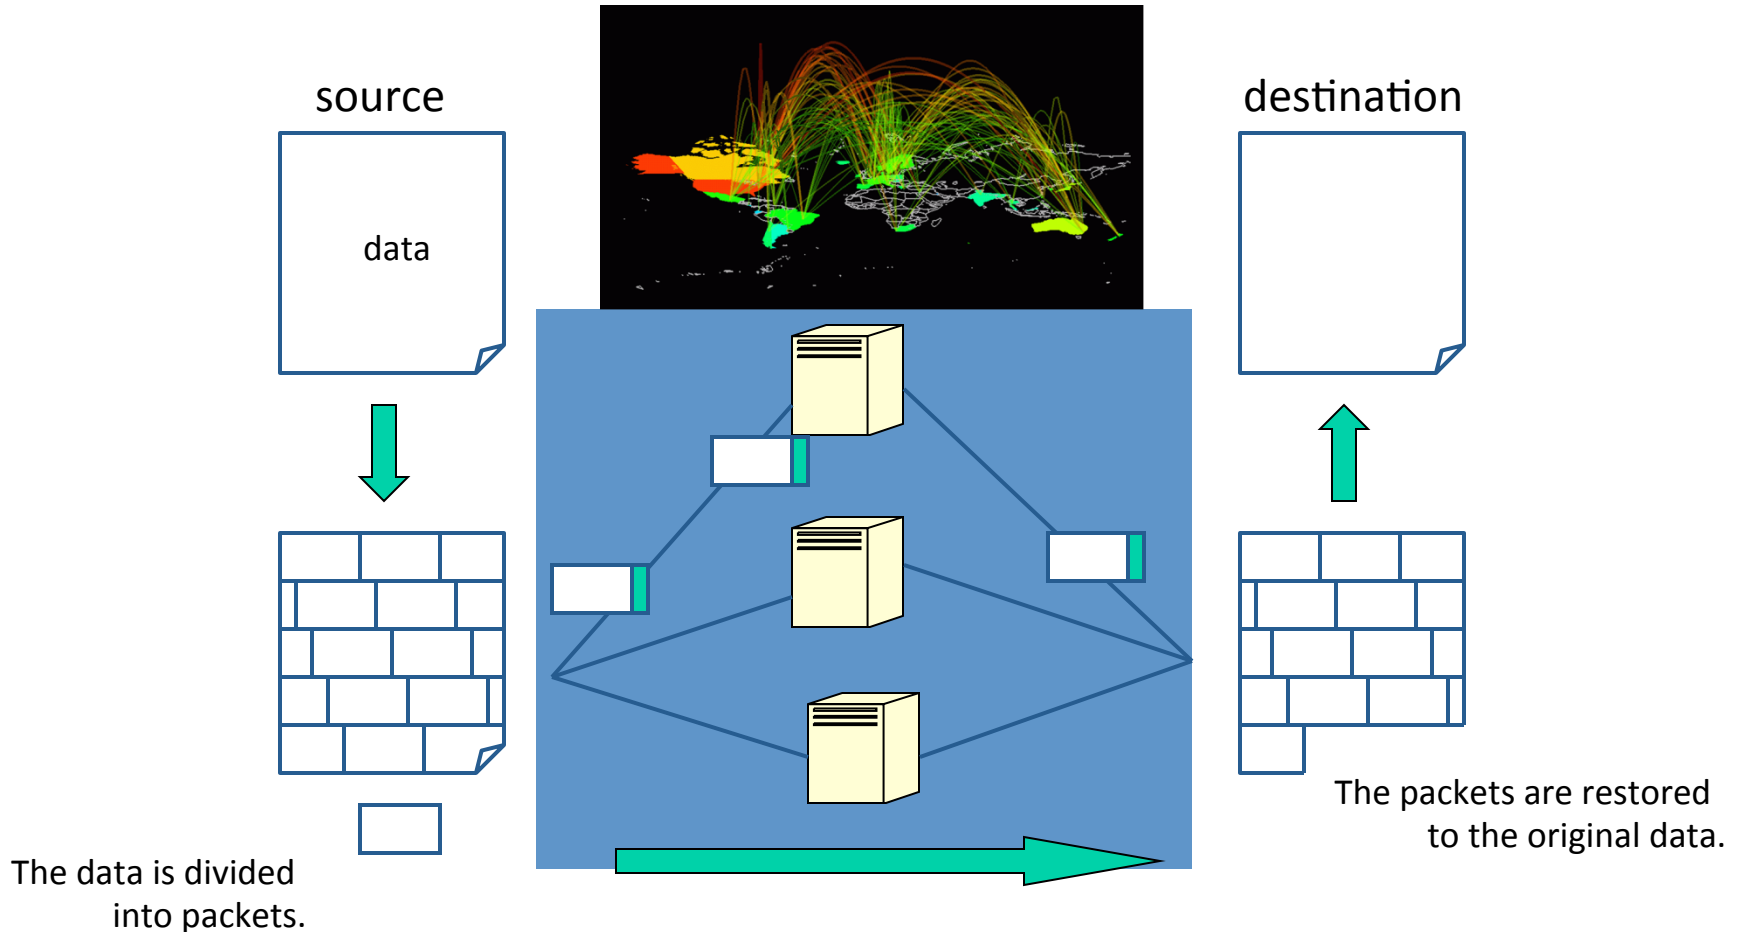 source
destination
data
The data is divided
into packets.
The packets are restored
to the original data.